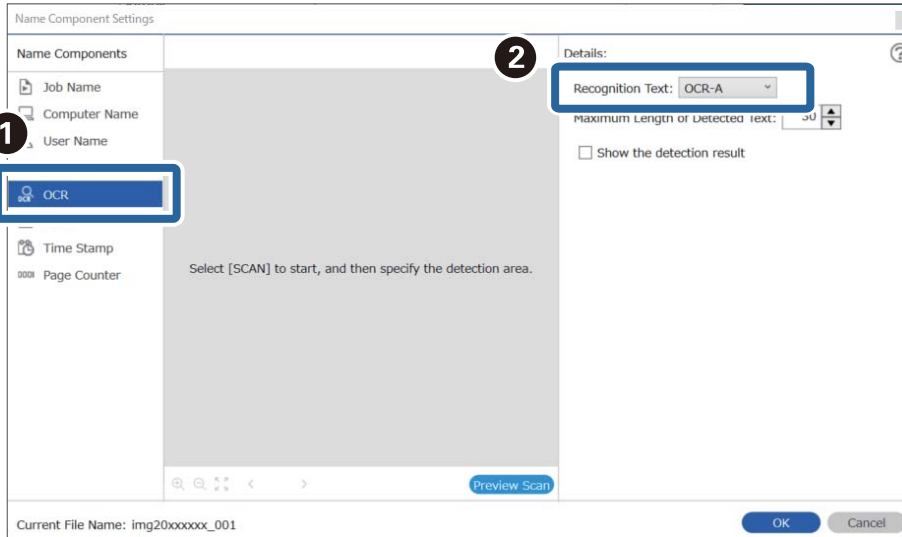 Name Component Settings
Name Components
Job Name
Computer Name
User Name
OCR
Time Stamp
Page Counter
Select [SCAN] to start, and then specify the detection area.
Preview Scan
Details:
Recognition Text: OCR-A
Maximum Length of Detected Text: 30
Show the detection result
1
2
Current File Name: img20xxxxxx_001
OK
Cancel